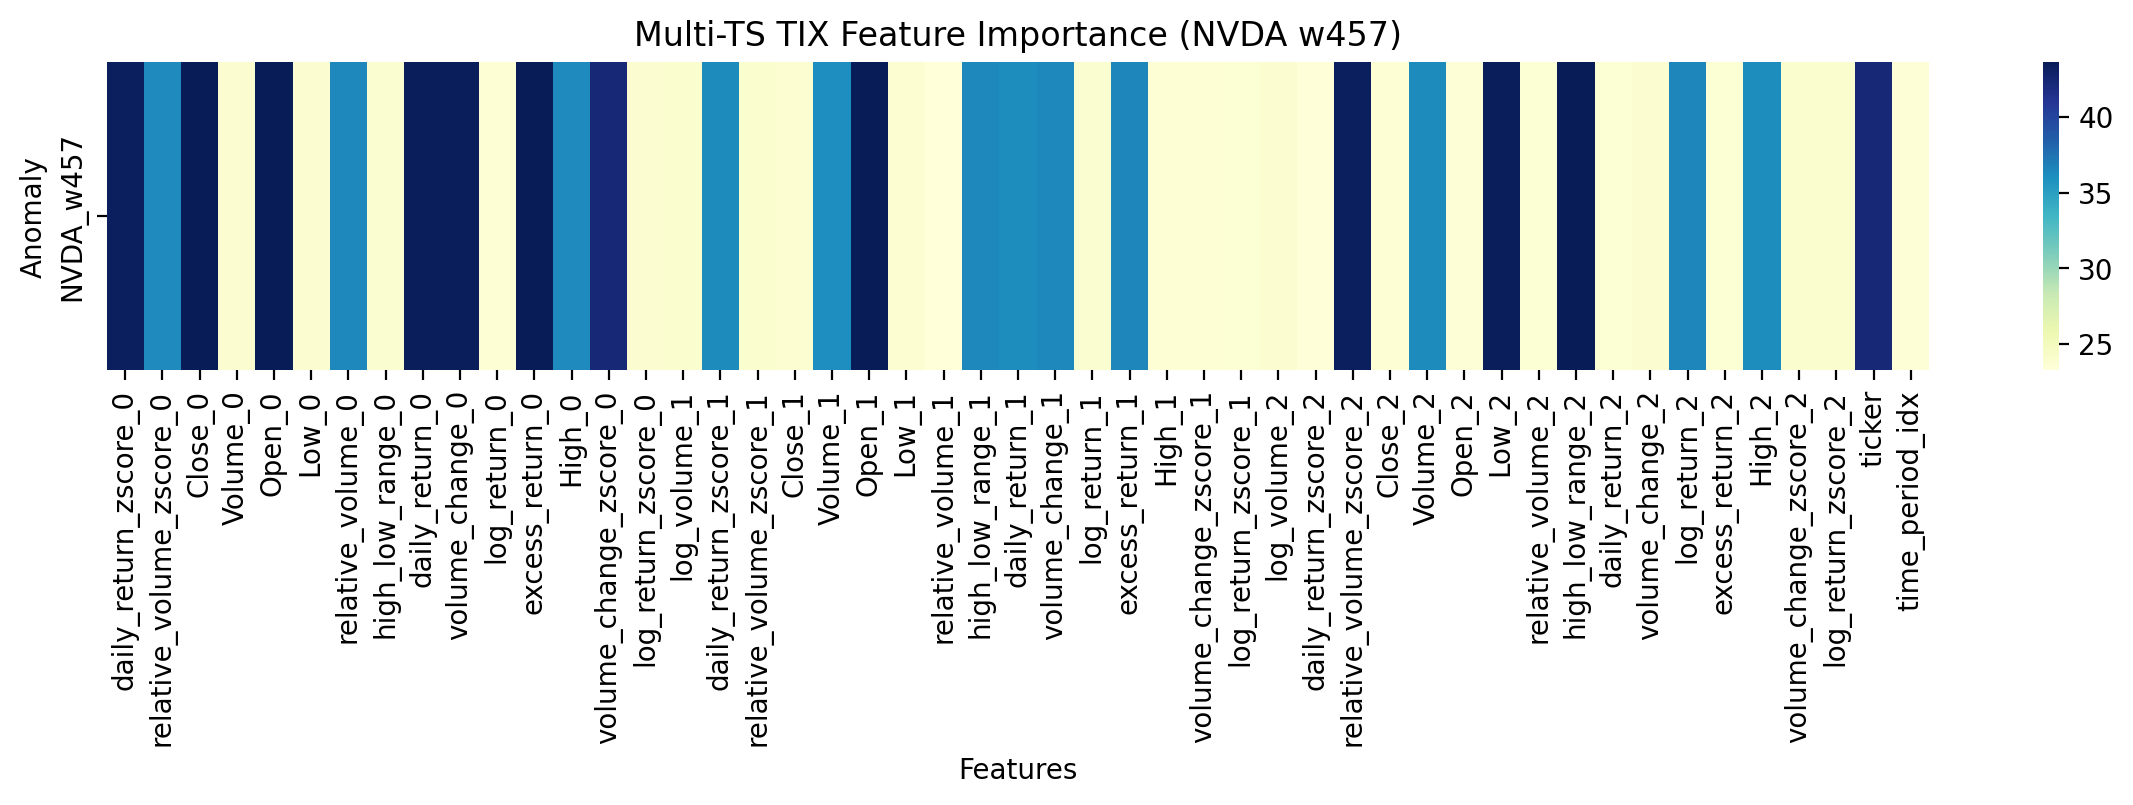 Multi-TS TIX Feature Importance (NVDA w457)
Anomaly
NVDA_w457
daily_return_zscore_0
relative_volume_zscore_0
Close_0
Volume_0
Open_0
Low_0
relative_volume_0
high_low_range_0
daily_return_0
volume_change_0
log_return_0
excess_return_0
High_0
volume_change_zscore_0
log_return_zscore_0
log_volume_1
daily_return_zscore_1
relative_volume_zscore_1
Close_1
Volume_1
Open_1
Low_1
relative_volume_1
high_low_range_1
daily_return_1
volume_change_1
log_return_1
excess_return_1
High_1
volume_change_zscore_1
log_return_zscore_1
log_volume_2
daily_return_zscore_2
relative_volume_zscore_2
Close_2
Volume_2
Open_2
Low_2
relative_volume_2
high_low_range_2
daily_return_2
volume_change_2
log_return_2
excess_return_2
High_2
volume_change_zscore_2
log_return_zscore_2
ticker
time_period_idx
Features
40
35
30
25